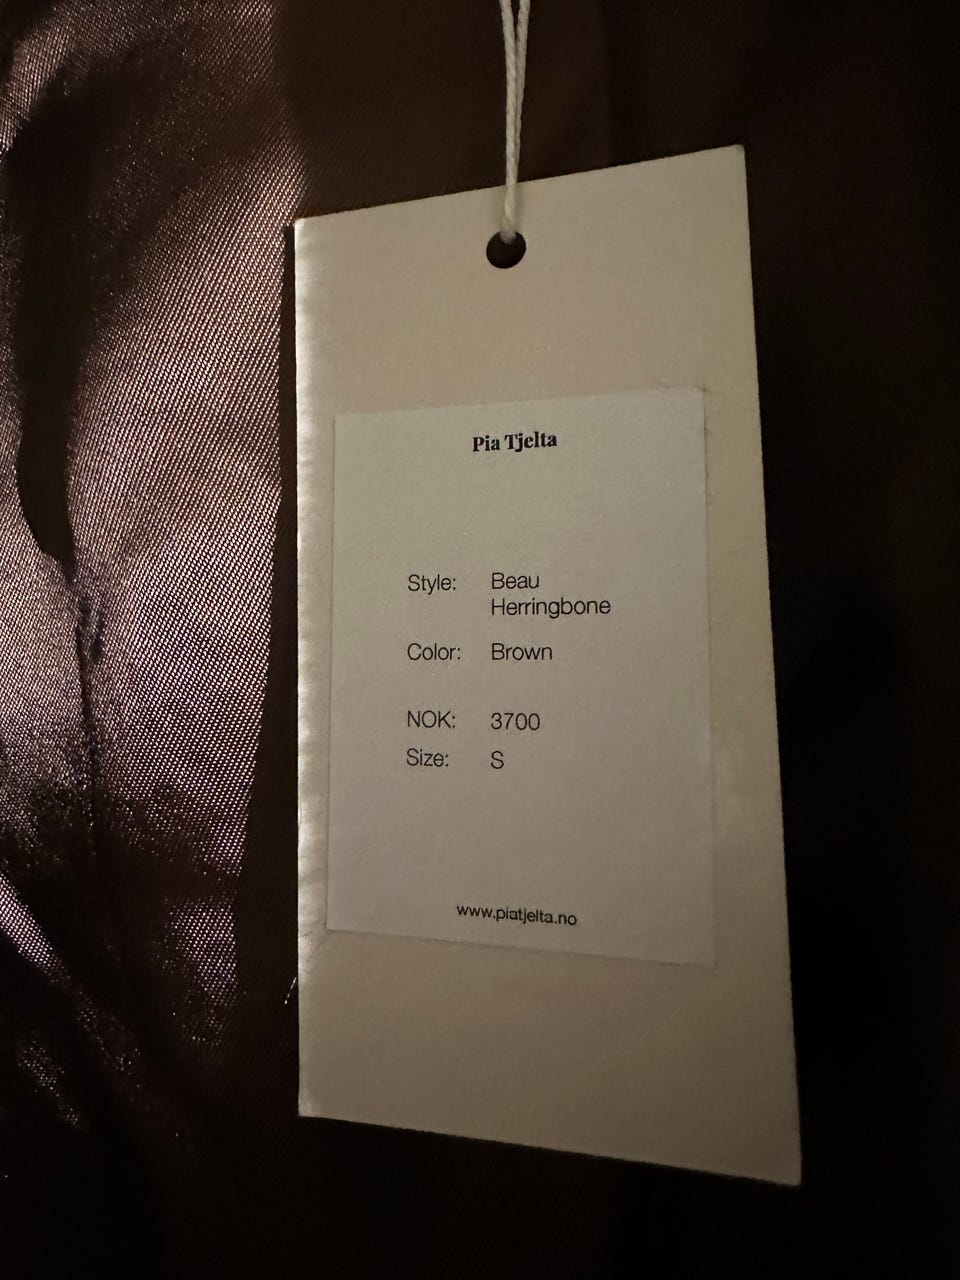 Pia Tjelta
Style: Beau
Herringbone
Color: Brown
NOK: 3700
Size: S
www.piatjelta.no